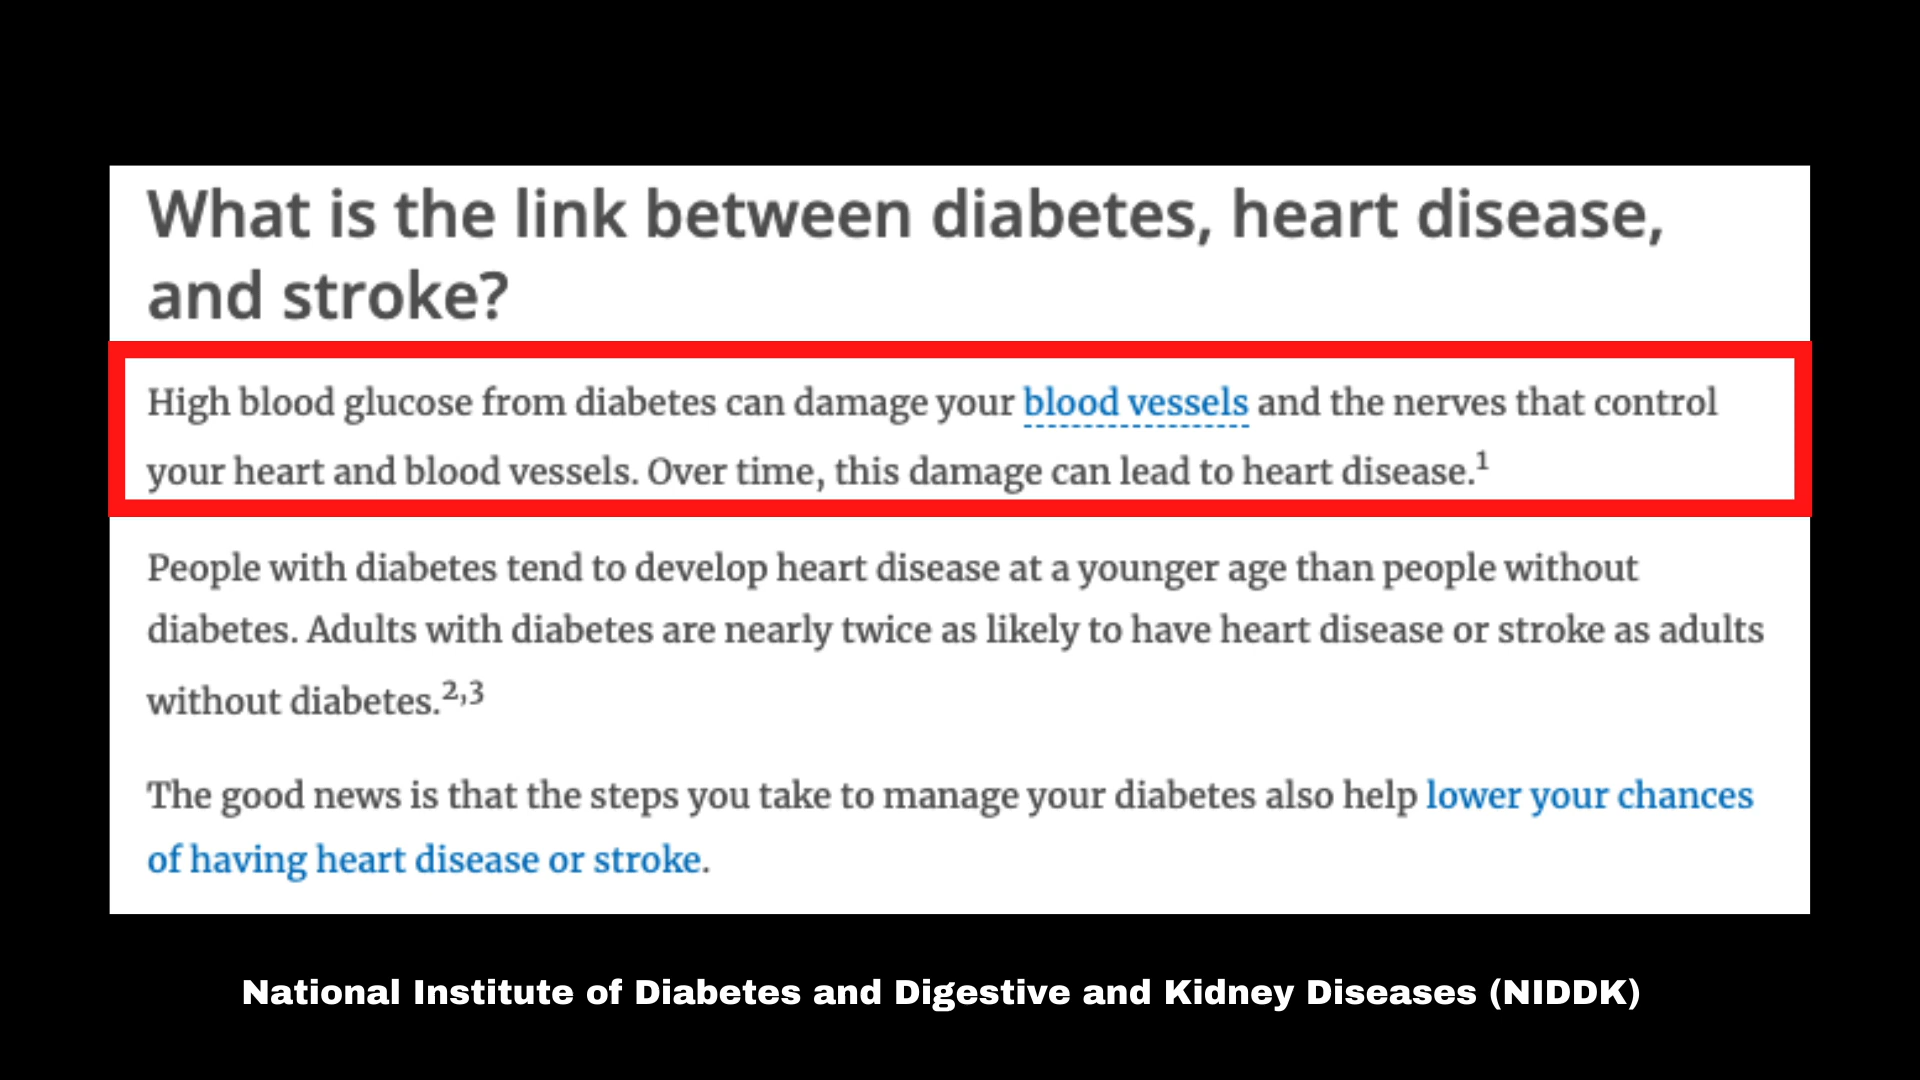 What is the link between diabetes, heart disease,
and stroke?
High blood glucose from diabetes can damage your blood vessels and the nerves that control
your heart and blood vessels. Over time, this damage can lead to heart disease.¹
People with diabetes tend to develop heart disease at a younger age than people without
diabetes. Adults with diabetes are nearly twice as likely to have heart disease or stroke as adults
without diabetes.²,³
The good news is that the steps you take to manage your diabetes also help lower your chances
of having heart disease or stroke.
National Institute of Diabetes and Digestive and Kidney Diseases (NIDDK)